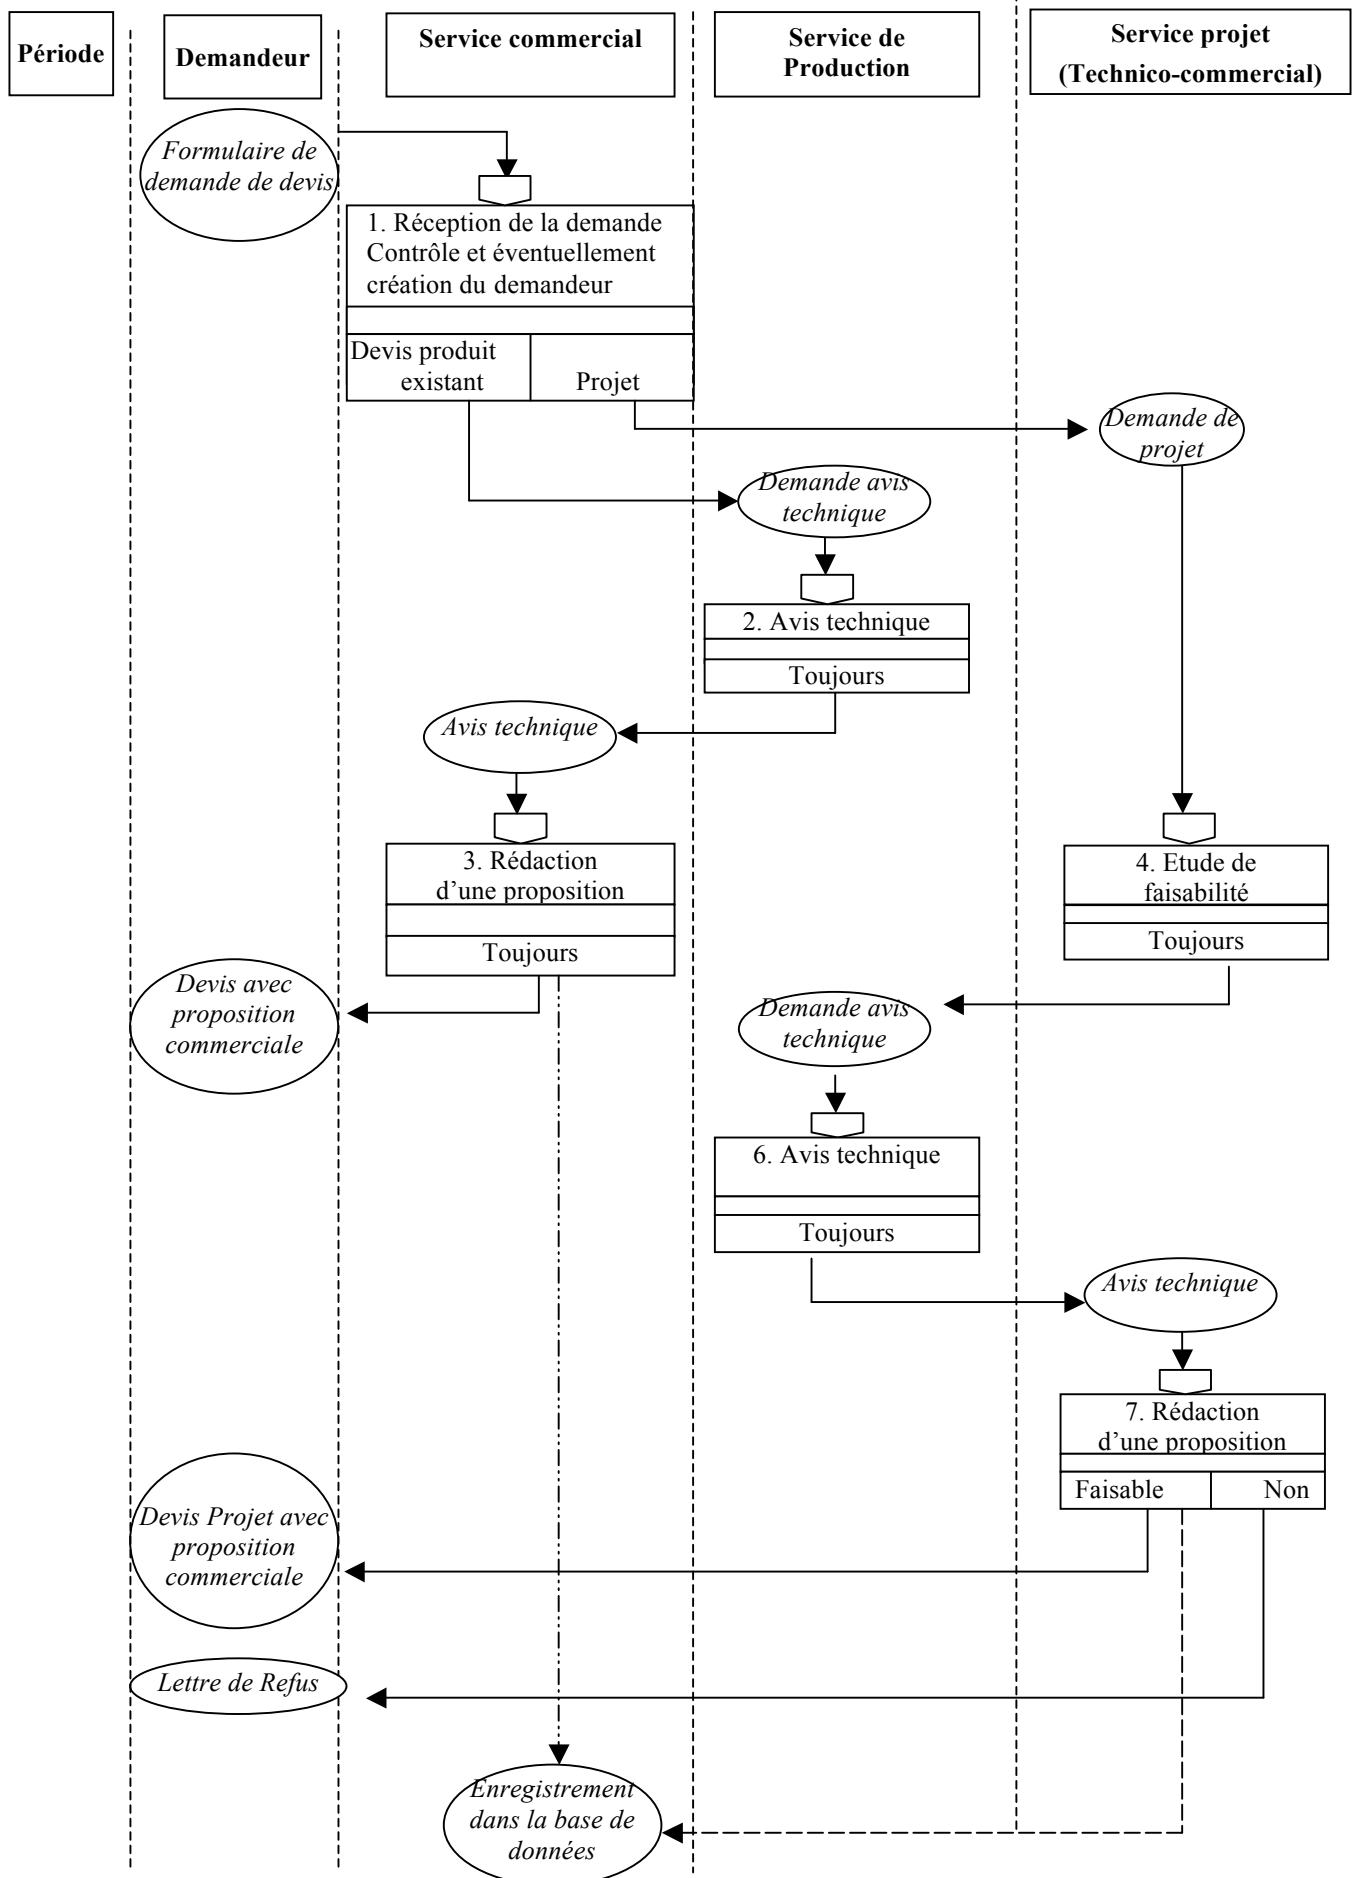 Période
Demandeur
Service commercial
Service de
Production
Service projet
(Technico-commercial)
Formulaire de
demande de devis
1. Réception de la demande
Contrôle et éventuellement
création du demandeur
Devis produit
existant
Projet
Demande de
projet
Demande avis
technique
2. Avis technique
Toujours
Avis technique
3. Rédaction
d’une proposition
Toujours
4. Etude de
faisabilité
Toujours
Devis avec
proposition
commerciale
Demande avis
technique
6. Avis technique
Toujours
Avis technique
7. Rédaction
d’une proposition
Faisable
Non
Devis Projet avec
proposition
commerciale
Lettre de Refus
Enregistrement
dans la base de
données